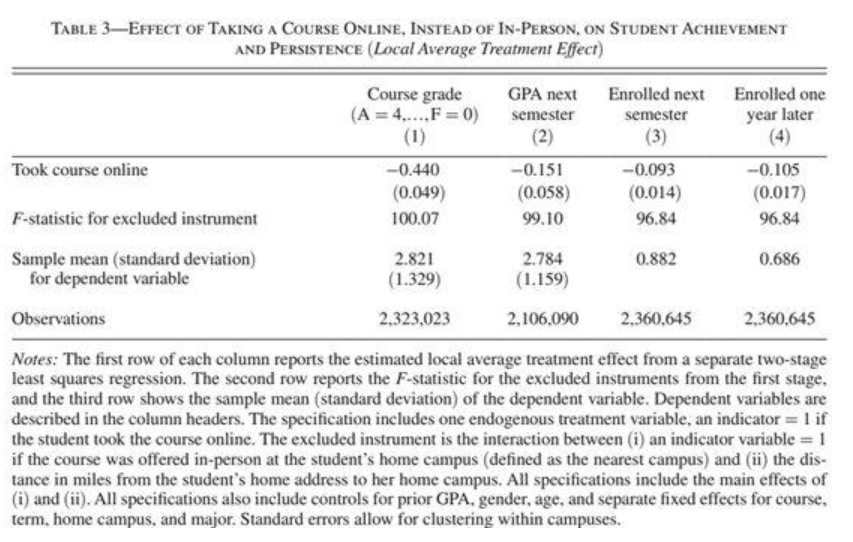 TABLE 3—EFFECT OF TAKING A COURSE ONLINE, INSTEAD OF IN-PERSON, ON STUDENT ACHIEVEMENT
AND PERSISTENCE (Local Average Treatment Effect)
Course grade GPA next Enrolled next Enrolled one
(A = 4,…,F = 0) semester semester year later
(1) (2) (3) (4)
Took course online −0.440 −0.151 −0.093 −0.105
(0.049) (0.058) (0.014) (0.017)
F-statistic for excluded instrument 100.07 99.10 96.84 96.84
Sample mean (standard deviation) 2.821 2.784 0.882 0.686
for dependent variable (1.329) (1.159)
Observations 2,323,023 2,106,090 2,360,645 2,360,645
Notes: The first row of each column reports the estimated local average treatment effect from a separate two-stage
least squares regression. The second row reports the F-statistic for the excluded instruments from the first stage,
and the third row shows the sample mean (standard deviation) of the dependent variable. Dependent variables are
described in the column headers. The specification includes one endogenous treatment variable, an indicator = 1 if
the student took the course online. The excluded instrument is the interaction between (i) an indicator variable = 1
if the course was offered in-person at the student's home campus (defined as the nearest campus) and (ii) the dis-
tance in miles from the student's home address to her home campus. All specifications include the main effects of
(i) and (ii). All specifications also include controls for prior GPA, gender, age, and separate fixed effects for course,
term, home campus, and major. Standard errors allow for clustering within campuses.